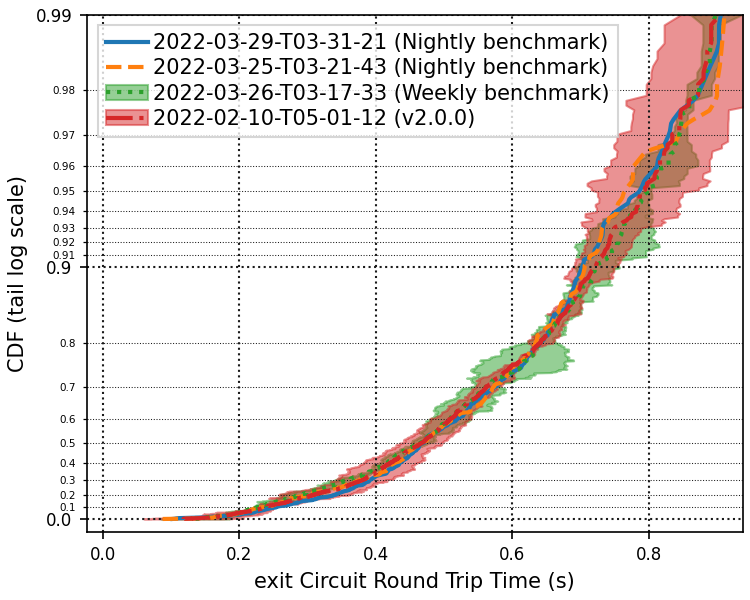 0.99
2022-03-29-T03-31-21 (Nightly benchmark)
2022-03-25-T03-21-43 (Nightly benchmark)
2022-03-26-T03-17-33 (Weekly benchmark)
2022-02-10-T05-01-12 (v2.0.0)
0.98
0.97
0.96
0.95
0.94
0.93
0.92
0.91
0.9
0.8
0.7
0.6
0.5
0.4
0.3
0.2
0.1
0.0
CDF (tail log scale)
0.0 0.2 0.4 0.6 0.8
exit Circuit Round Trip Time (s)